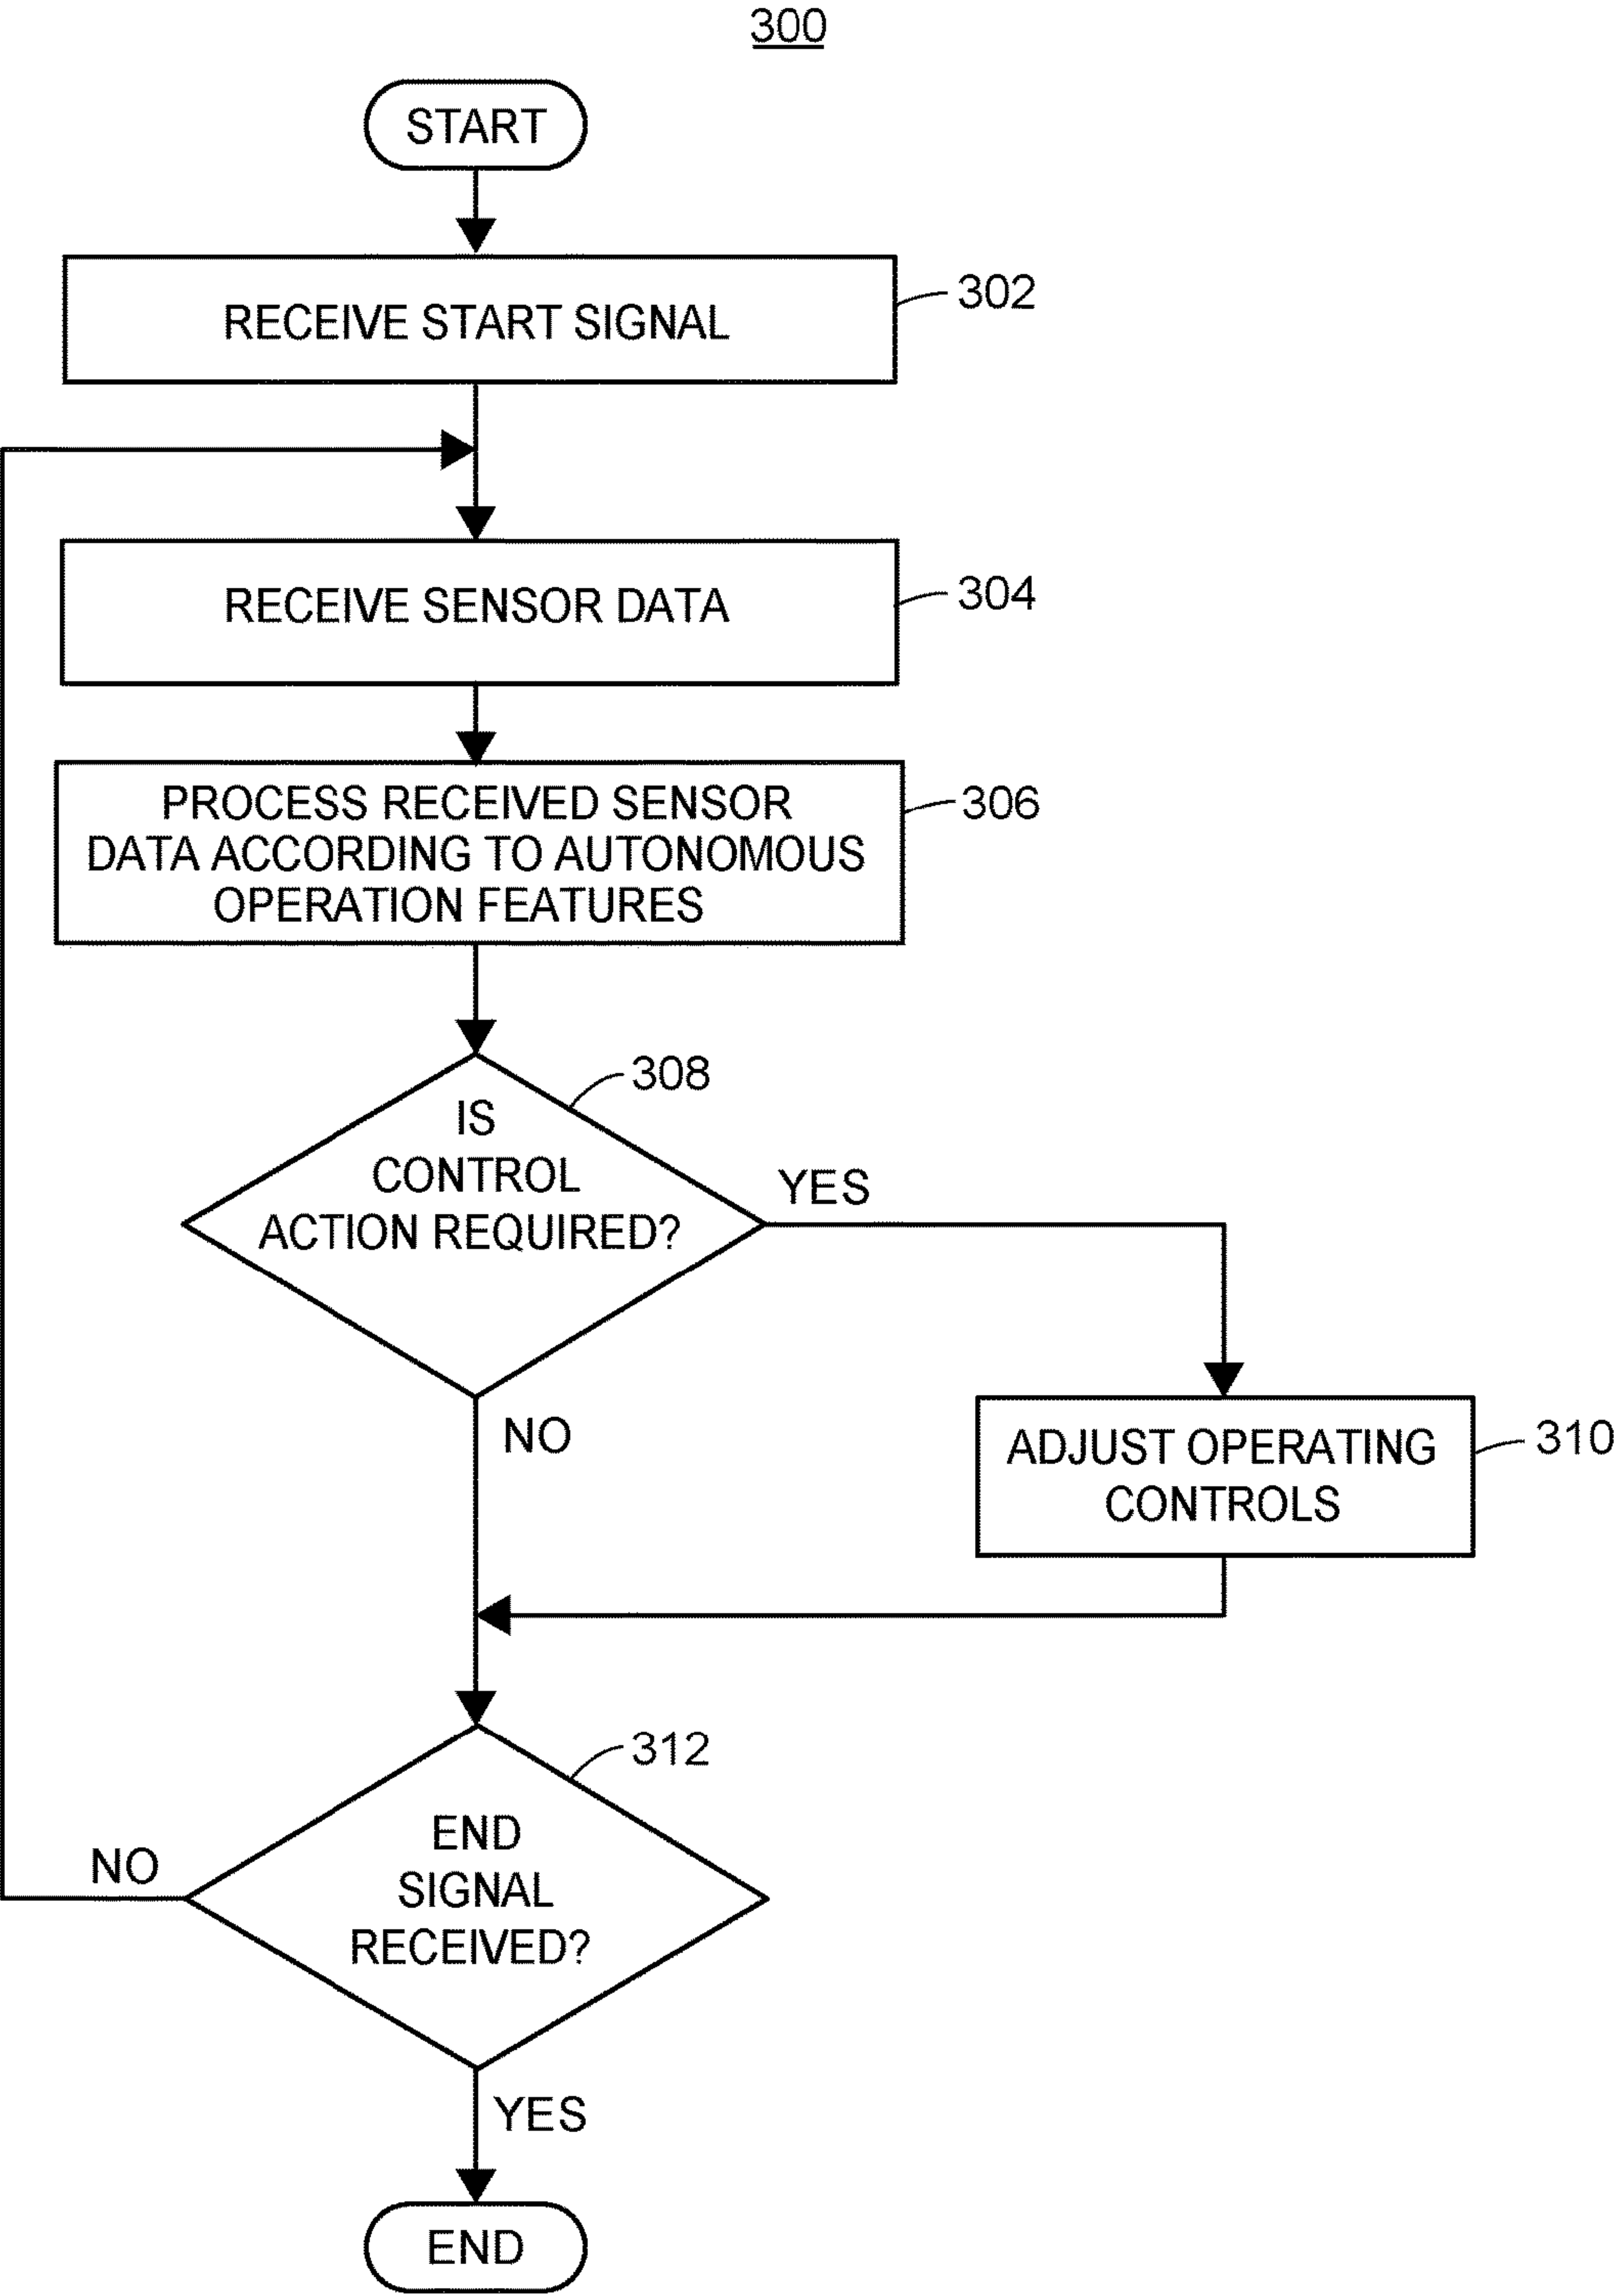 300
START
RECEIVE START SIGNAL
302
RECEIVE SENSOR DATA
304
PROCESS RECEIVED SENSOR
DATA ACCORDING TO AUTONOMOUS
OPERATION FEATURES
306
308
IS
CONTROL
ACTION REQUIRED?
YES
NO
ADJUST OPERATING
CONTROLS
310
312
END
SIGNAL
RECEIVED?
NO
YES
END